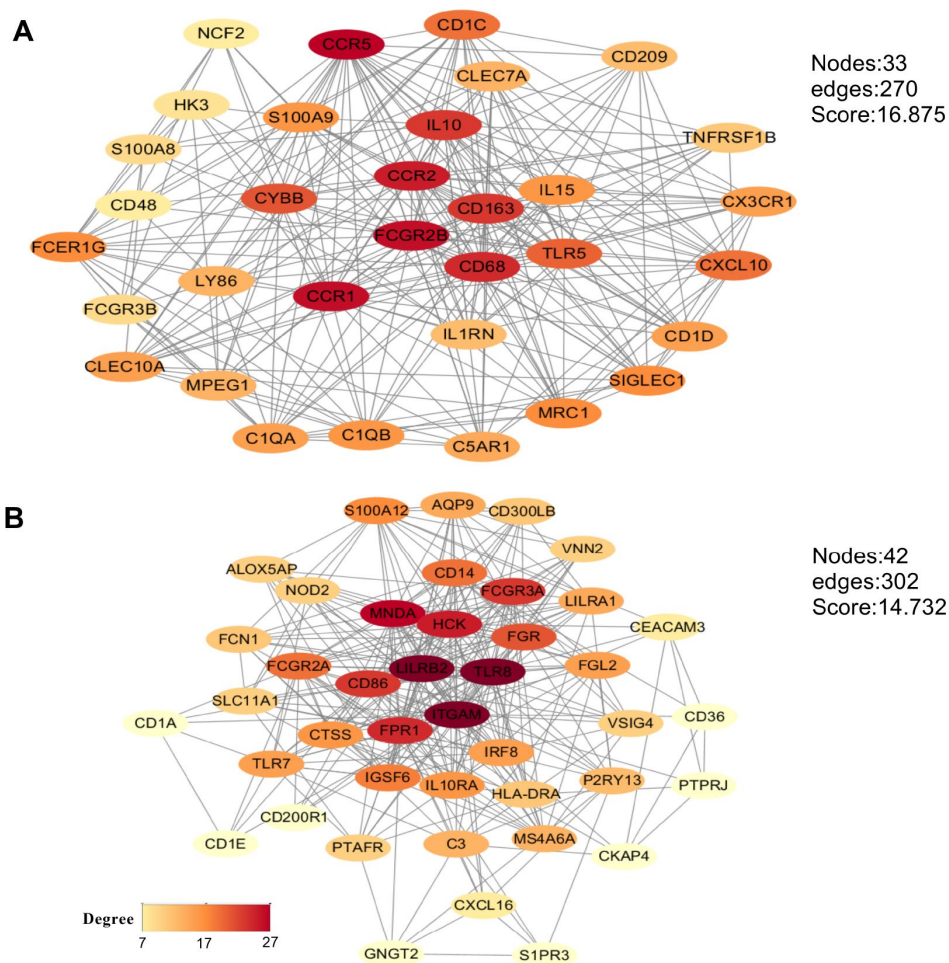 A
NCF2
CCR5
CD1C
CD209
Nodes:33
edges:270
Score:16.875
CLEC7A
HK3
S100A9
IL10
TNFRSF1B
S100A8
CCR2
IL15
CD48
CYBB
CD163
CX3CR1
FCGR2B
FCER1G
TLR5
CXCL10
CD68
LY86
CCR1
FCGR3B
IL1RN
CD1D
CLEC10A
SIGLEC1
MPEG1
MRC1
C1QA
C1QB
C5AR1
B
S100A12
AQP9
CD300LB
VNN2
Nodes:42
edges:302
Score:14.732
ALOX5AP
CD14
NOD2
FCGR3A
LILRA1
MNDA
HCK
CEACAM3
FCN1
FGR
FCGR2A
LILRB2
TLR8
FGL2
CD86
SLC11A1
CD1A
ITGAM
VSIG4
CD36
CTSS
FPR1
IRF8
TLR7
IGSF6
IL10RA
HLA-DRA
P2RY13
PTPRJ
CD200R1
CD1E
PTAFR
C3
MS4A6A
CKAP4
CXCL16
Degree
7 17 27
GNGT2
S1PR3